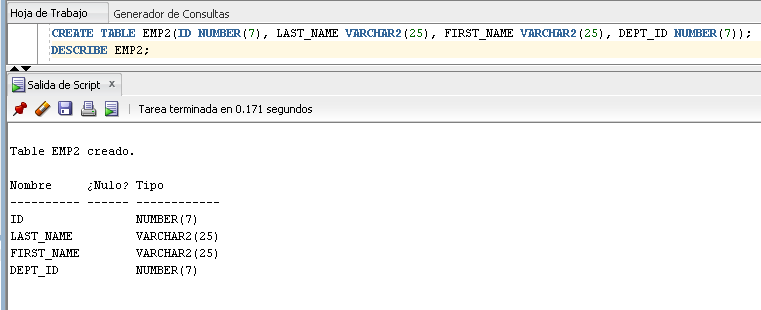 Hoja de Trabajo Generador de Consultas
CREATE TABLE EMP2(ID NUMBER(7), LAST_NAME VARCHAR2(25), FIRST_NAME VARCHAR2(25), DEPT_ID NUMBER(7));
DESCRIBE EMP2;
Salida de Script x
Tarea terminada en 0.171 segundos
Table EMP2 creado.
Nombre ¿Nulo? Tipo
---------- ------ ------------
ID NUMBER(7)
LAST_NAME VARCHAR2(25)
FIRST_NAME VARCHAR2(25)
DEPT_ID NUMBER(7)